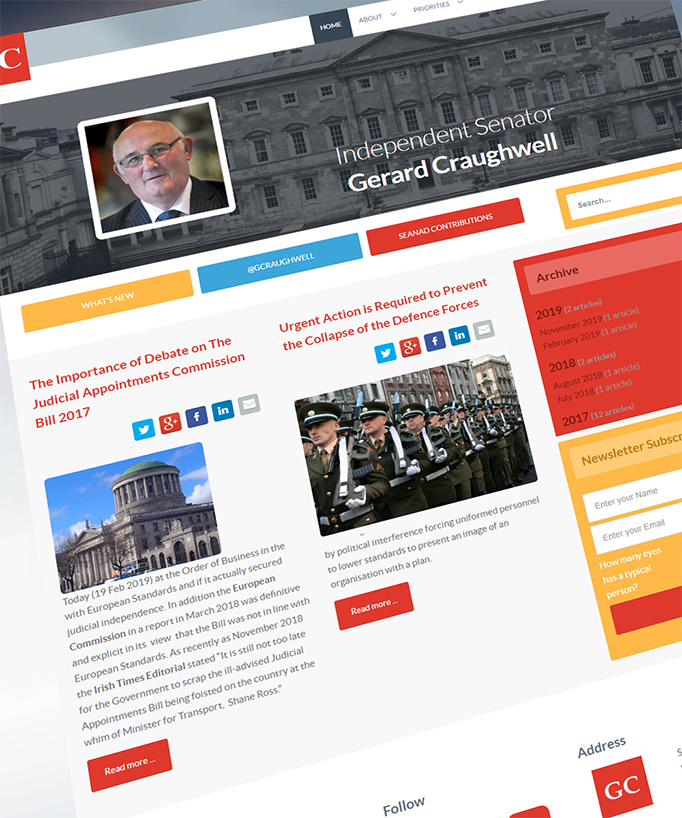 C
HOME
ABOUT
PRIORITIES
Independent Senator
Gerard Craughwell
WHAT'S NEW
@GCRAUGHWELL
SEANAD CONTRIBUTIONS
Search...
The Importance of Debate on The
Judicial Appointments Commission
Bill 2017
g+
f
in
Today (19 Feb 2019) at the Order of Business in the
with European Standards and if it actually secured
judicial independence. In addition the European
Commission in a report in March 2018 was definitive
and explicit in its view that the Bill was not in line with
European Standards. As recently as November 2018
the Irish Times Editorial stated "It is still not too late
for the Government to scrap the ill-advised Judicial
Appointments Bill being foisted on the country at the
whim of Minister for Transport, Shane Ross."
Read more ...
Urgent Action is Required to Prevent
the Collapse of the Defence Forces
g+
f
in
by political interference forcing uniformed personnel
to lower standards to present an image of an
organisation with a plan.
Read more ...
Archive
2019 (2 articles)
November 2019 (1 article)
February 2019 (1 article)
2018 (2 articles)
August 2018 (1 article)
July 2018 (1 article)
2017 (12 articles)
Newsletter Subscr
Enter your Name
Enter your Email
How many eyes
has a typical
person?
Follow
Address
GC
S